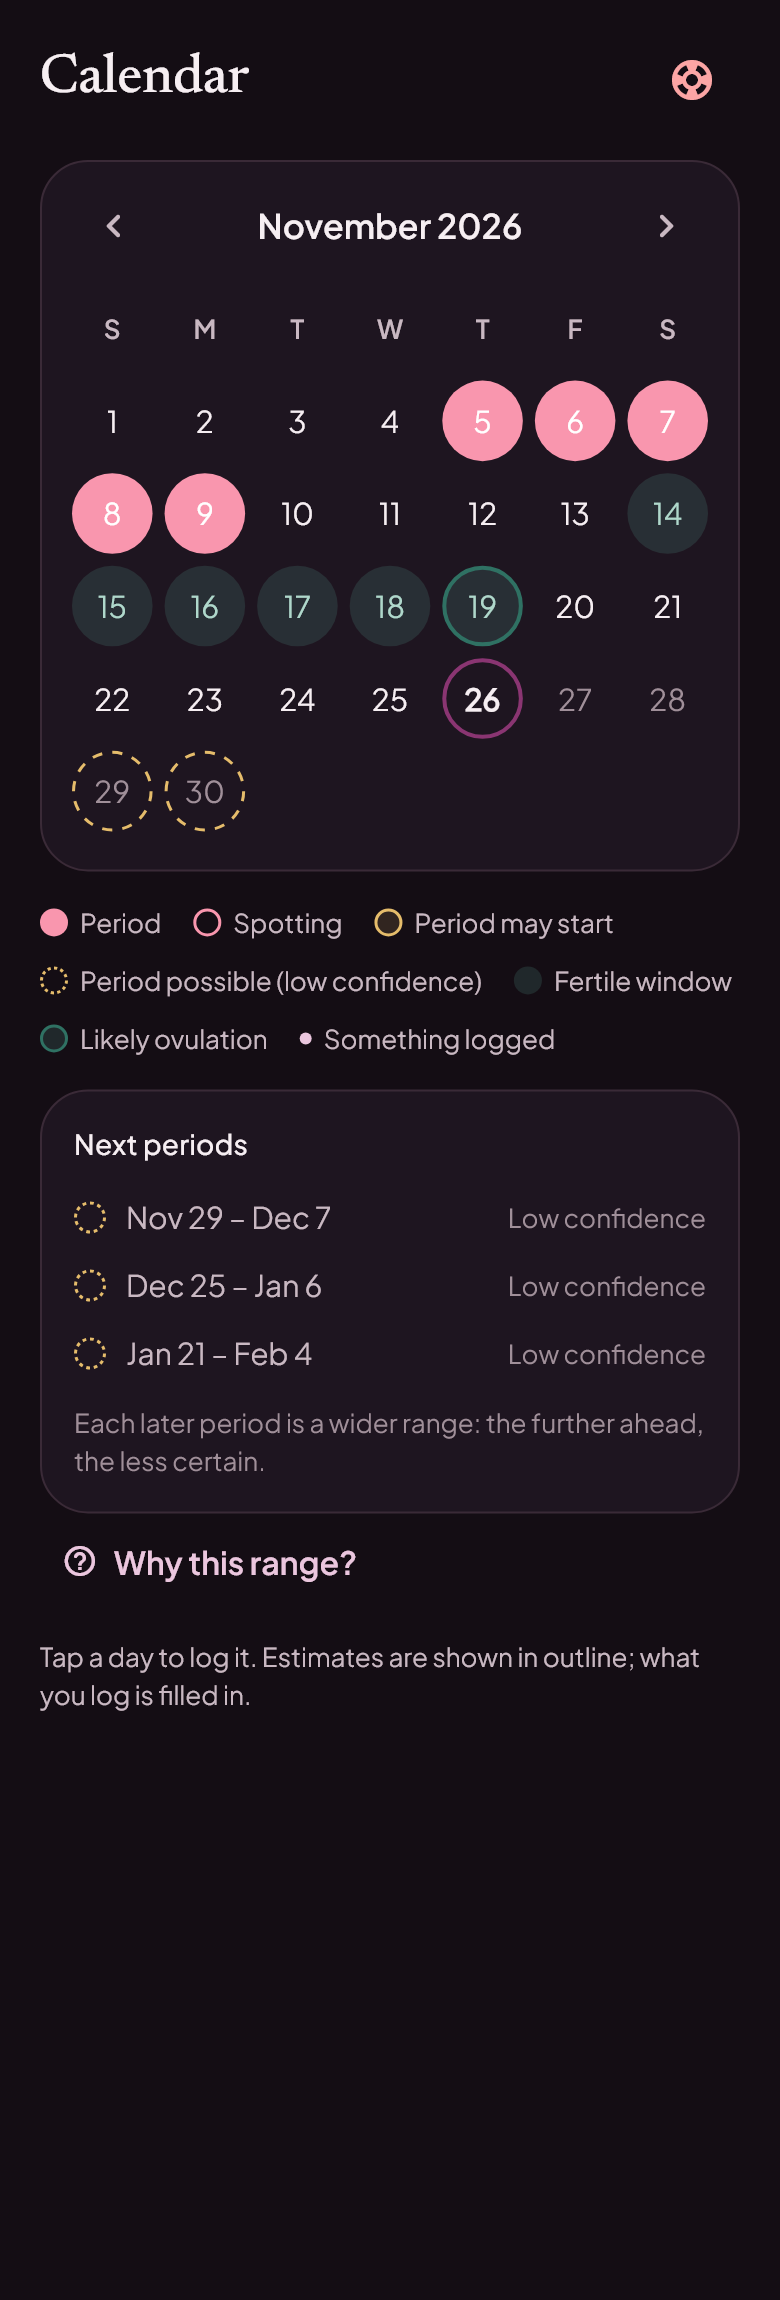 Calendar
November 2026
S M T W T F S
1 2 3 4 5 6 7
8 9 10 11 12 13 14
15 16 17 18 19 20 21
22 23 24 25 26 27 28
29 30
Period Spotting Period may start
Period possible (low confidence) Fertile window
Likely ovulation Something logged
Next periods
Nov 29 – Dec 7 Low confidence
Dec 25 – Jan 6 Low confidence
Jan 21 – Feb 4 Low confidence
Each later period is a wider range: the further ahead,
the less certain.
Why this range?
Tap a day to log it. Estimates are shown in outline; what
you log is filled in.